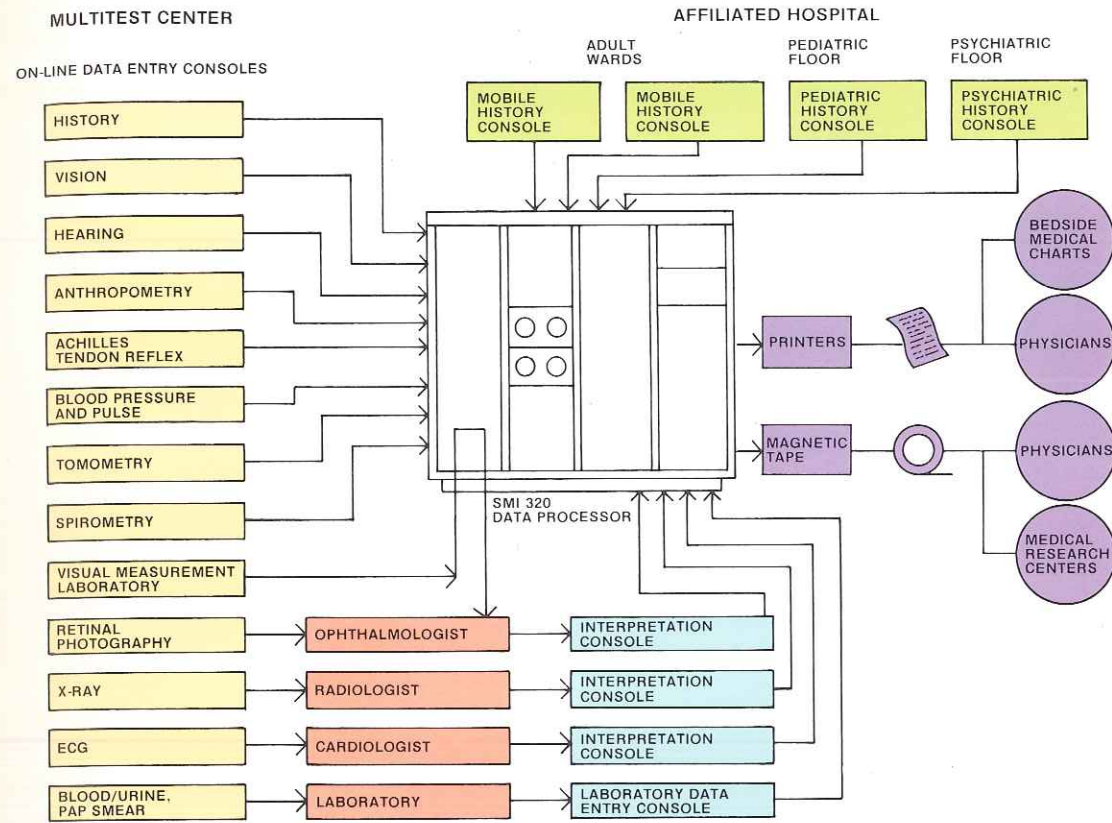 MULTITEST CENTER
AFFILIATED HOSPITAL
ON-LINE DATA ENTRY CONSOLES
ADULT
WARDS
PEDIATRIC
FLOOR
PSYCHIATRIC
FLOOR
MOBILE
HISTORY
CONSOLE
MOBILE
HISTORY
CONSOLE
PEDIATRIC
HISTORY
CONSOLE
PSYCHIATRIC
HISTORY
CONSOLE
HISTORY
VISION
HEARING
ANTHROPOMETRY
ACHILLES
TENDON REFLEX
BLOOD PRESSURE
AND PULSE
TOMOMETRY
SPIROMETRY
VISUAL MEASUREMENT
LABORATORY
RETINAL
PHOTOGRAPHY
X-RAY
ECG
BLOOD/URINE,
PAP SMEAR
SMI 320
DATA PROCESSOR
OPHTHALMOLOGIST
RADIOLOGIST
CARDIOLOGIST
LABORATORY
INTERPRETATION
CONSOLE
INTERPRETATION
CONSOLE
INTERPRETATION
CONSOLE
LABORATORY DATA
ENTRY CONSOLE
PRINTERS
MAGNETIC
TAPE
BEDSIDE
MEDICAL
CHARTS
PHYSICIANS
PHYSICIANS
MEDICAL
RESEARCH
CENTERS